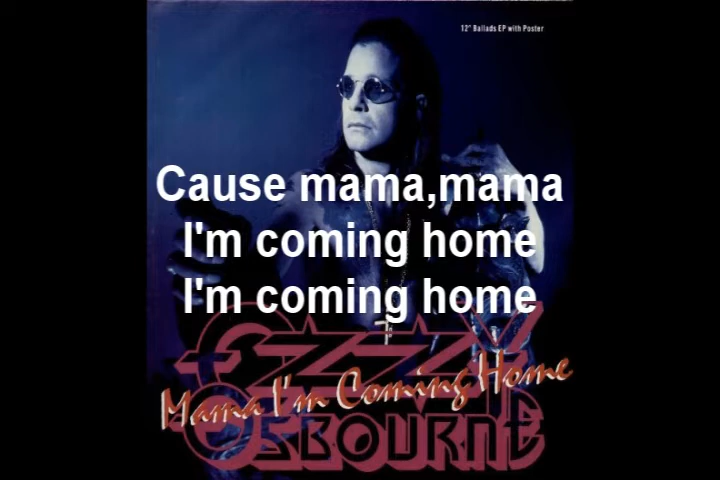 12" Ballads EP with Poster
Cause mama,mama
I'm coming home
I'm coming home
Ozzy
Mama I'm Coming Home
Osbourne